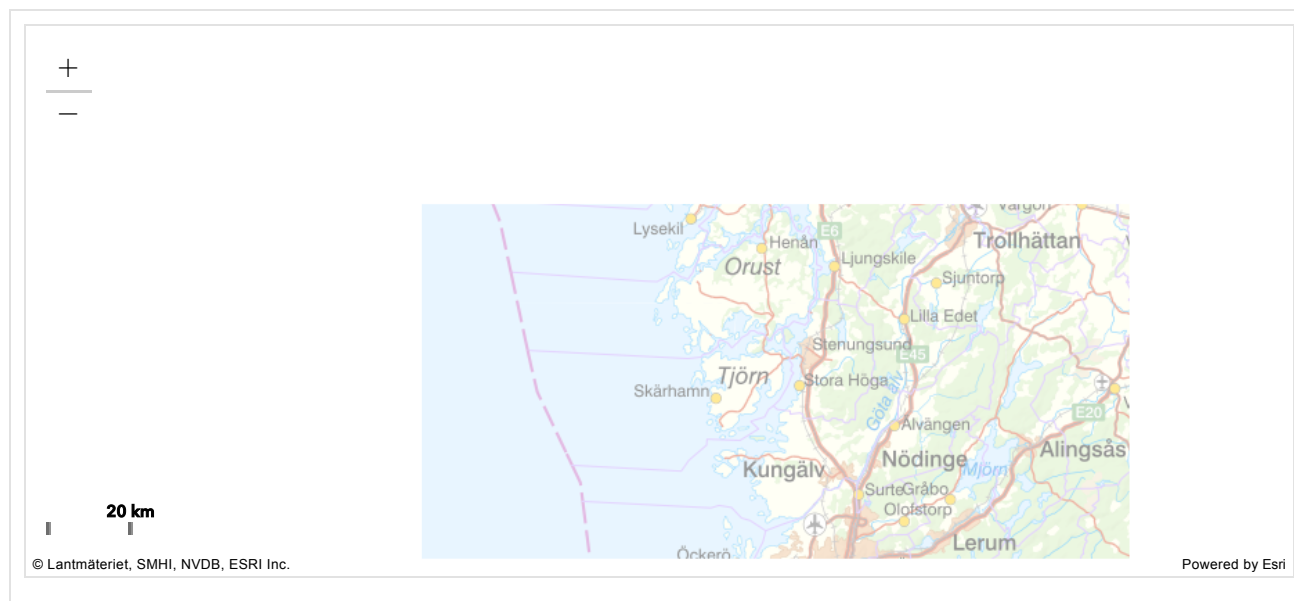 +
−
Vargön
Lysekil
E6
Trollhättan
Henån
Ljungskile
Orust
Sjuntorp
Lilla Edet
Stenungsund
E45
Tjörn
Stora Höga
Skärhamn
Göta älv
E20
Älvängen
Alingsås
Nödinge
Kungälv
Mjörn
Surte
Gråbo
Olofstorp
20 km
Lerum
Öckerö
© Lantmäteriet, SMHI, NVDB, ESRI Inc.
Powered by Esri